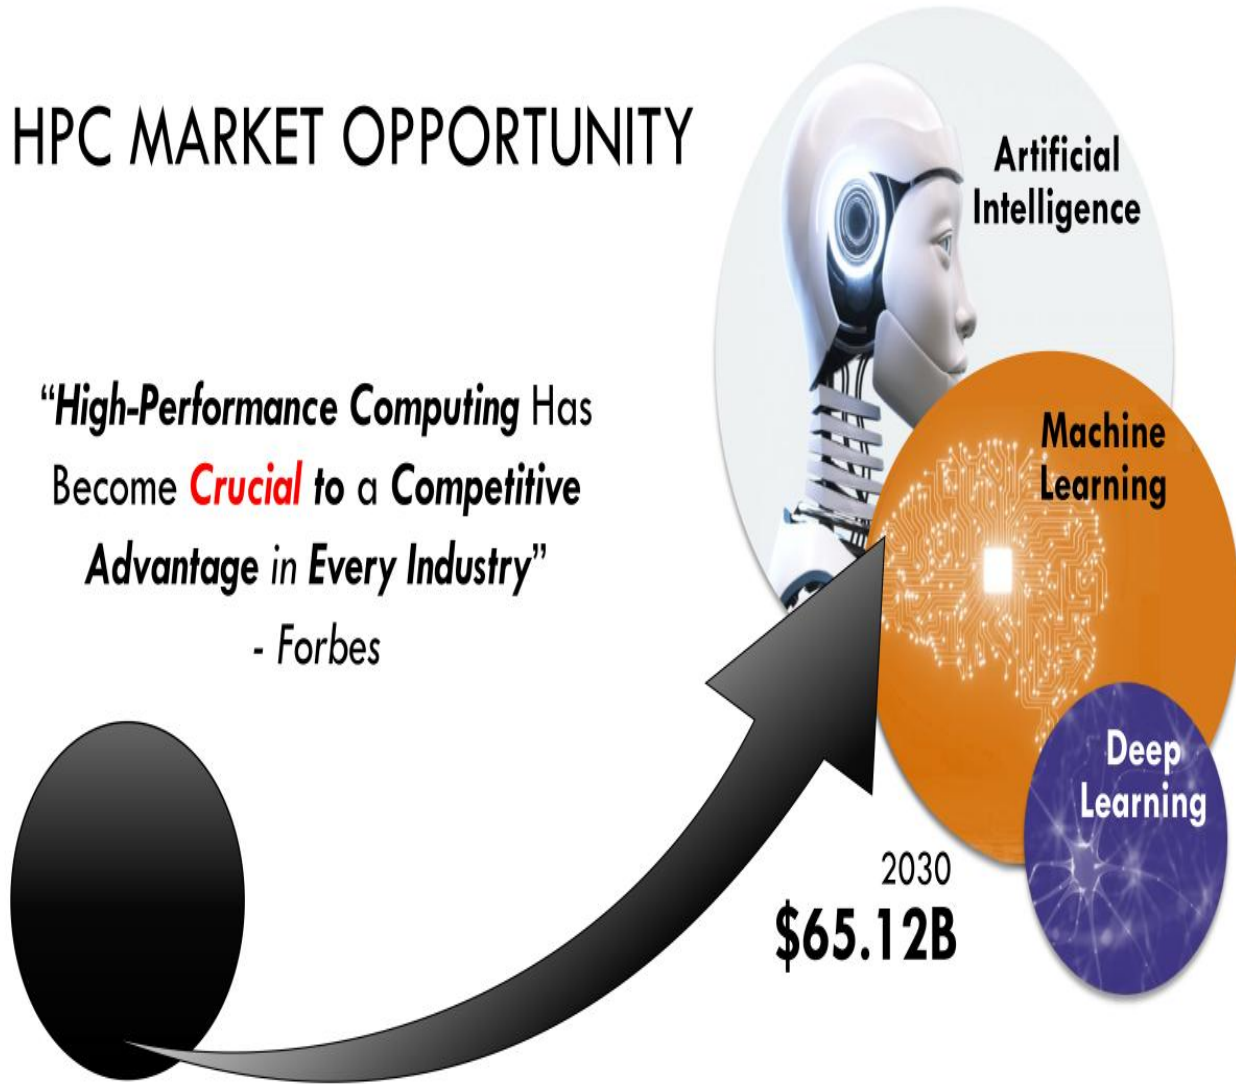 HPC MARKET OPPORTUNITY
“High-Performance Computing Has
Become Crucial to a Competitive
Advantage in Every Industry”
- Forbes
Artificial
Intelligence
Machine
Learning
Deep
Learning
2030
$65.12B